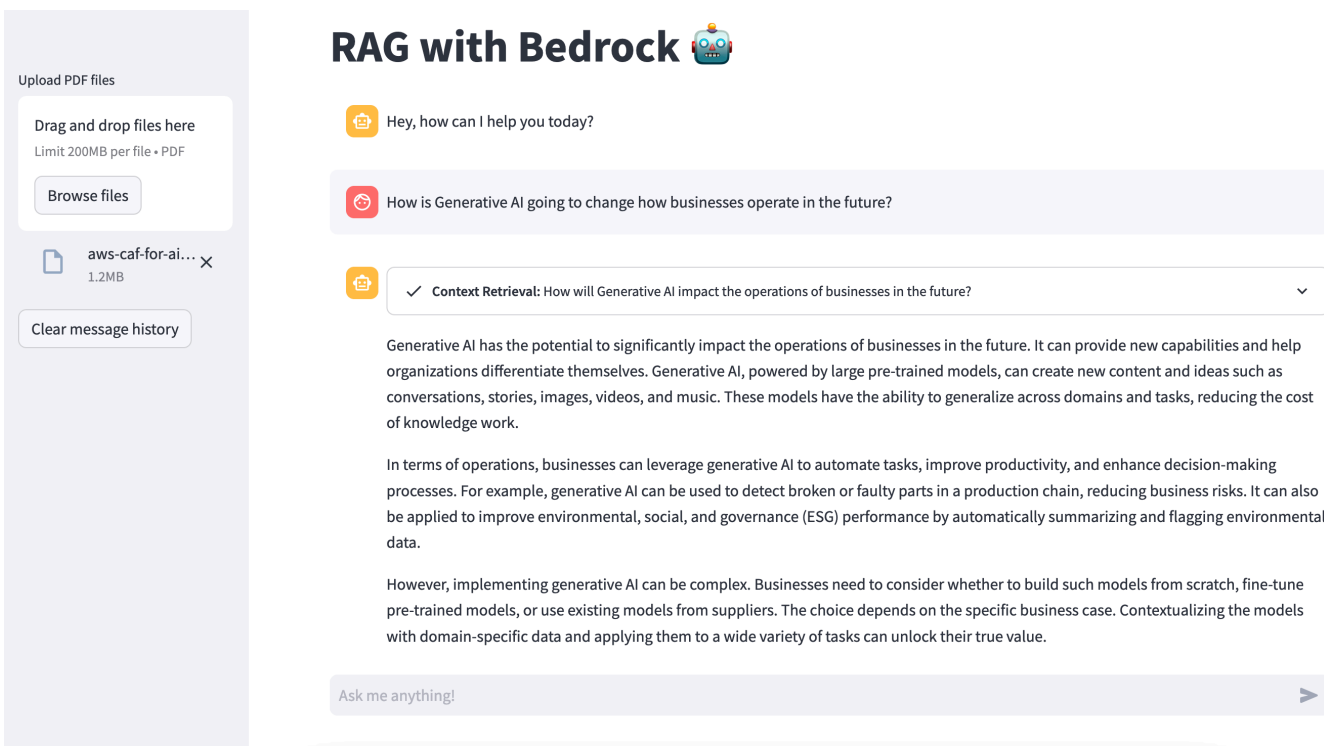 RAG with Bedrock 🤖
Upload PDF files
Drag and drop files here
Limit 200MB per file • PDF
Browse files
aws-caf-for-ai...
1.2MB
Clear message history
Hey, how can I help you today?
How is Generative AI going to change how businesses operate in the future?
Context Retrieval: How will Generative AI impact the operations of businesses in the future?
Generative AI has the potential to significantly impact the operations of businesses in the future. It can provide new capabilities and help
organizations differentiate themselves. Generative AI, powered by large pre-trained models, can create new content and ideas such as
conversations, stories, images, videos, and music. These models have the ability to generalize across domains and tasks, reducing the cost
of knowledge work.
In terms of operations, businesses can leverage generative AI to automate tasks, improve productivity, and enhance decision-making
processes. For example, generative AI can be used to detect broken or faulty parts in a production chain, reducing business risks. It can also
be applied to improve environmental, social, and governance (ESG) performance by automatically summarizing and flagging environmental
data.
However, implementing generative AI can be complex. Businesses need to consider whether to build such models from scratch, fine-tune
pre-trained models, or use existing models from suppliers. The choice depends on the specific business case. Contextualizing the models
with domain-specific data and applying them to a wide variety of tasks can unlock their true value.
Ask me anything!